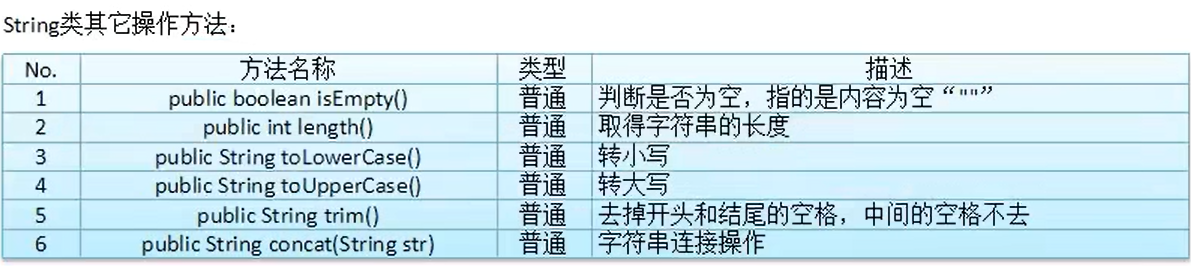 String类其它操作方法：
No. 方法名称 类型 描述
1 public boolean isEmpty() 普通 判断是否为空，指的是内容为空“""”
2 public int length() 普通 取得字符串的长度
3 public String toLowerCase() 普通 转小写
4 public String toUpperCase() 普通 转大写
5 public String trim() 普通 去掉开头和结尾的空格，中间的空格不去
6 public String concat(String str) 普通 字符串连接操作